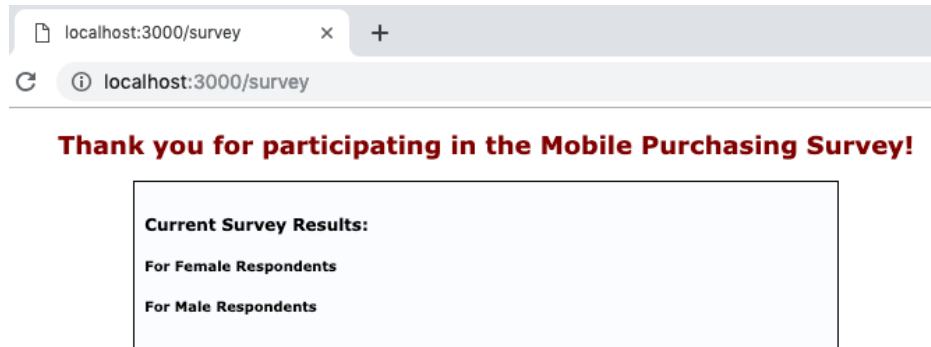 localhost:3000/survey
localhost:3000/survey
Thank you for participating in the Mobile Purchasing Survey!
Current Survey Results:
For Female Respondents
For Male Respondents